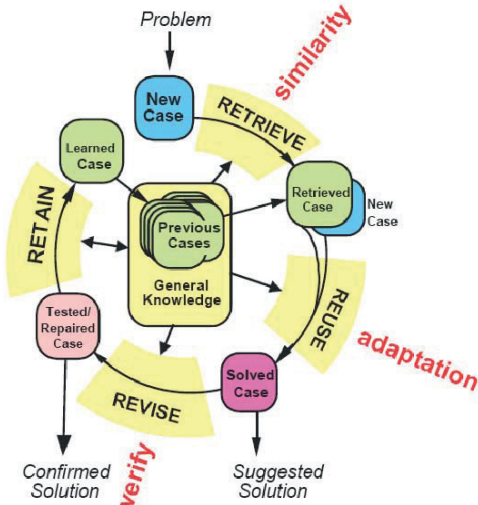 Problem
similarity
New
Case
RETRIEVE
Learned
Case
Retrieved
Case
New
Case
Previous
Cases
RETAIN
General
Knowledge
REUSE
Tested/
Repaired
Case
adaptation
Solved
Case
REVISE
verify
Confirmed
Solution
Suggested
Solution